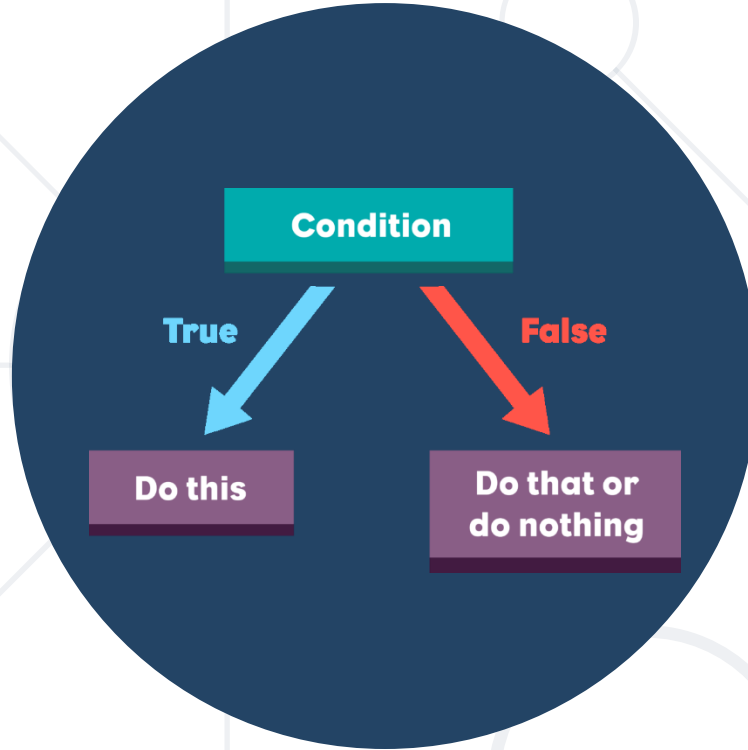 Condition
True
False
Do this
Do that or
do nothing